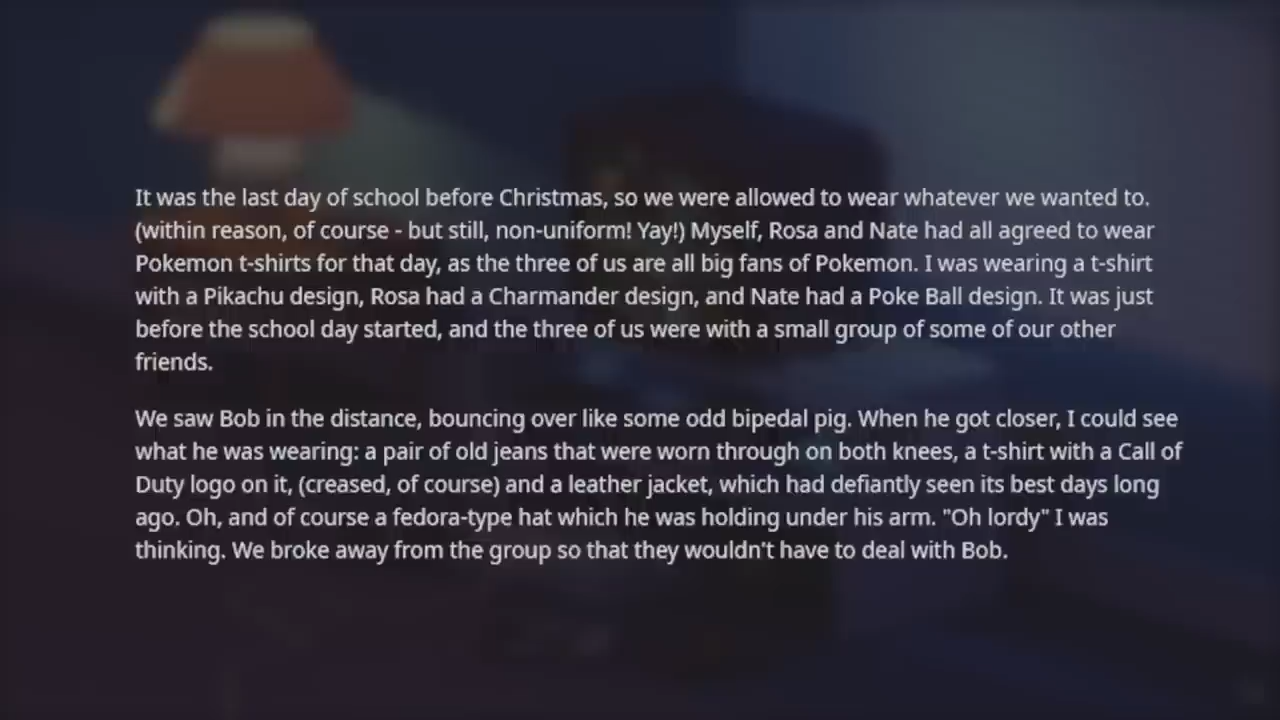 It was the last day of school before Christmas, so we were allowed to wear whatever we wanted to.
(within reason, of course - but still, non-uniform! Yay!) Myself, Rosa and Nate had all agreed to wear
Pokemon t-shirts for that day, as the three of us are all big fans of Pokemon. I was wearing a t-shirt
with a Pikachu design, Rosa had a Charmander design, and Nate had a Poke Ball design. It was just
before the school day started, and the three of us were with a small group of some of our other
friends.
We saw Bob in the distance, bouncing over like some odd bipedal pig. When he got closer, I could see
what he was wearing: a pair of old jeans that were worn through on both knees, a t-shirt with a Call of
Duty logo on it, (creased, of course) and a leather jacket, which had defiantly seen its best days long
ago. Oh, and of course a fedora-type hat which he was holding under his arm. "Oh lordy" I was
thinking. We broke away from the group so that they wouldn't have to deal with Bob.